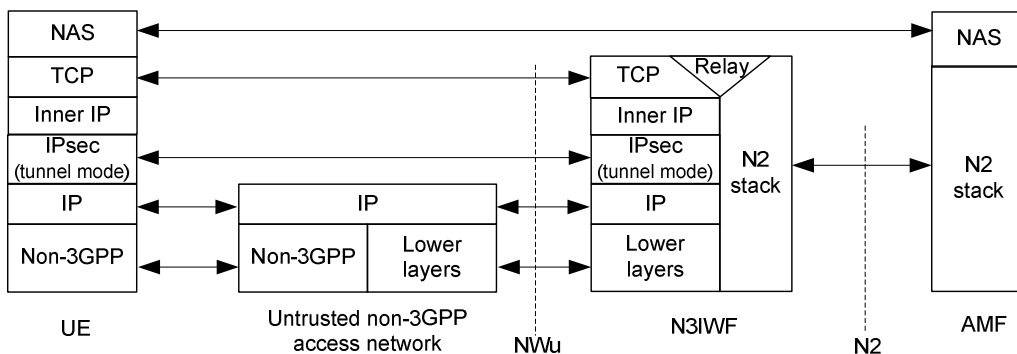 NAS
TCP
Inner IP
IPsec
(tunnel mode)
IP
Non-3GPP
UE
IP
Non-3GPP
Lower
layers
Untrusted non-3GPP
access network
NWu
TCP
Relay
Inner IP
IPsec
(tunnel mode)
IP
Lower
layers
N2
stack
N3IWF
N2
NAS
N2
stack
AMF